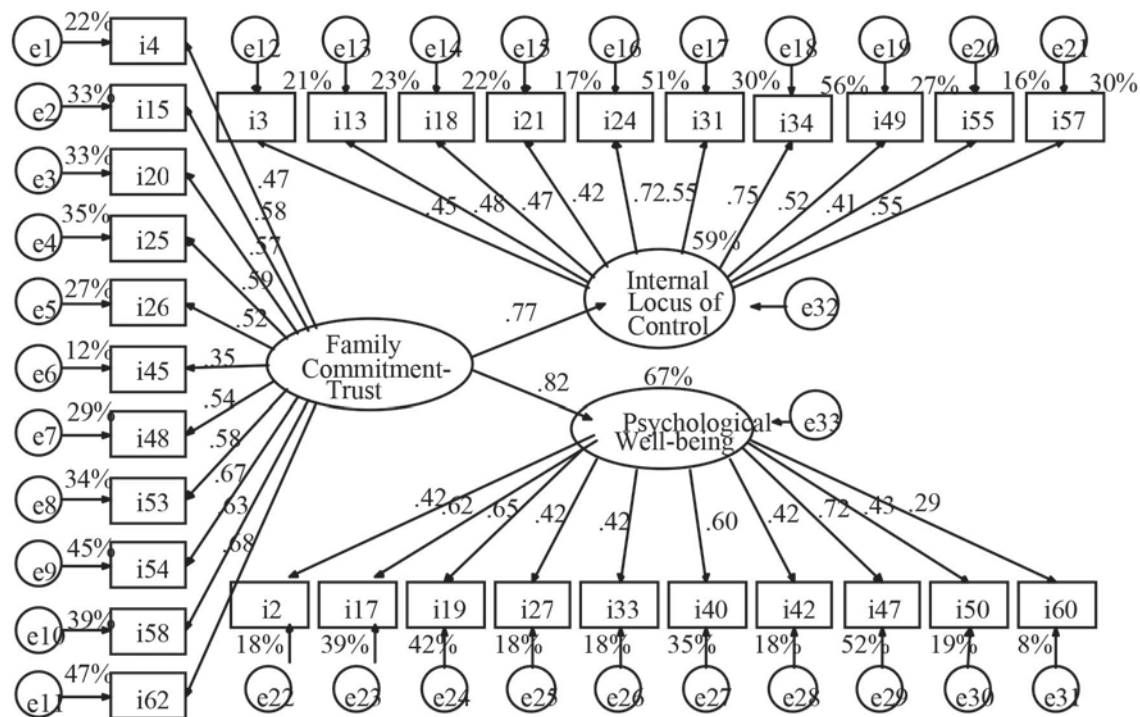 22%
e1
i4
33%
e2
i15
33%
e3
i20
35%
e4
i25
27%
e5
i26
12%
e6
i45
29%
e7
i48
34%
e8
i53
45%
e9
i54
39%
e10
i58
47%
e11
i62
.47
.58
.57
.59
.52
.35
.54
.58
.67
.63
.68
Family
Commitment-
Trust
.77
.82
e12 e13 e14 e15 e16 e17 e18 e19 e20 e21
21% 23% 22% 17% 51% 30% 56% 27% 16% 30%
i3 i13 i18 i21 i24 i31 i34 i49 i55 i57
.45 .48 .47 .42 .72 .55 .75 .52 .41 .55
59%
Internal
Locus of
Control
e32
67%
Psychological
Well-being
e33
.42 .62 .65 .42 .42 .60 .42 .72 .43 .29
i2 i17 i19 i27 i33 i40 i42 i47 i50 i60
18% 39% 42% 18% 18% 35% 18% 52% 19% 8%
e22 e23 e24 e25 e26 e27 e28 e29 e30 e31